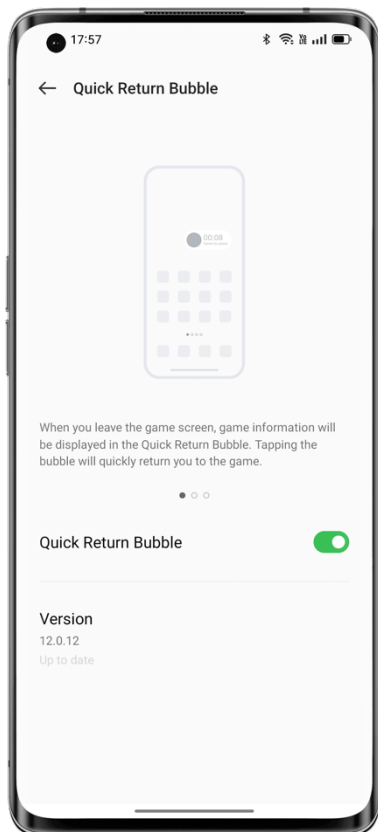 17:57
Quick Return Bubble
00:08
When you leave the game screen, game information will
be displayed in the Quick Return Bubble. Tapping the
bubble will quickly return you to the game.
Quick Return Bubble
Version
12.0.12
Up to date